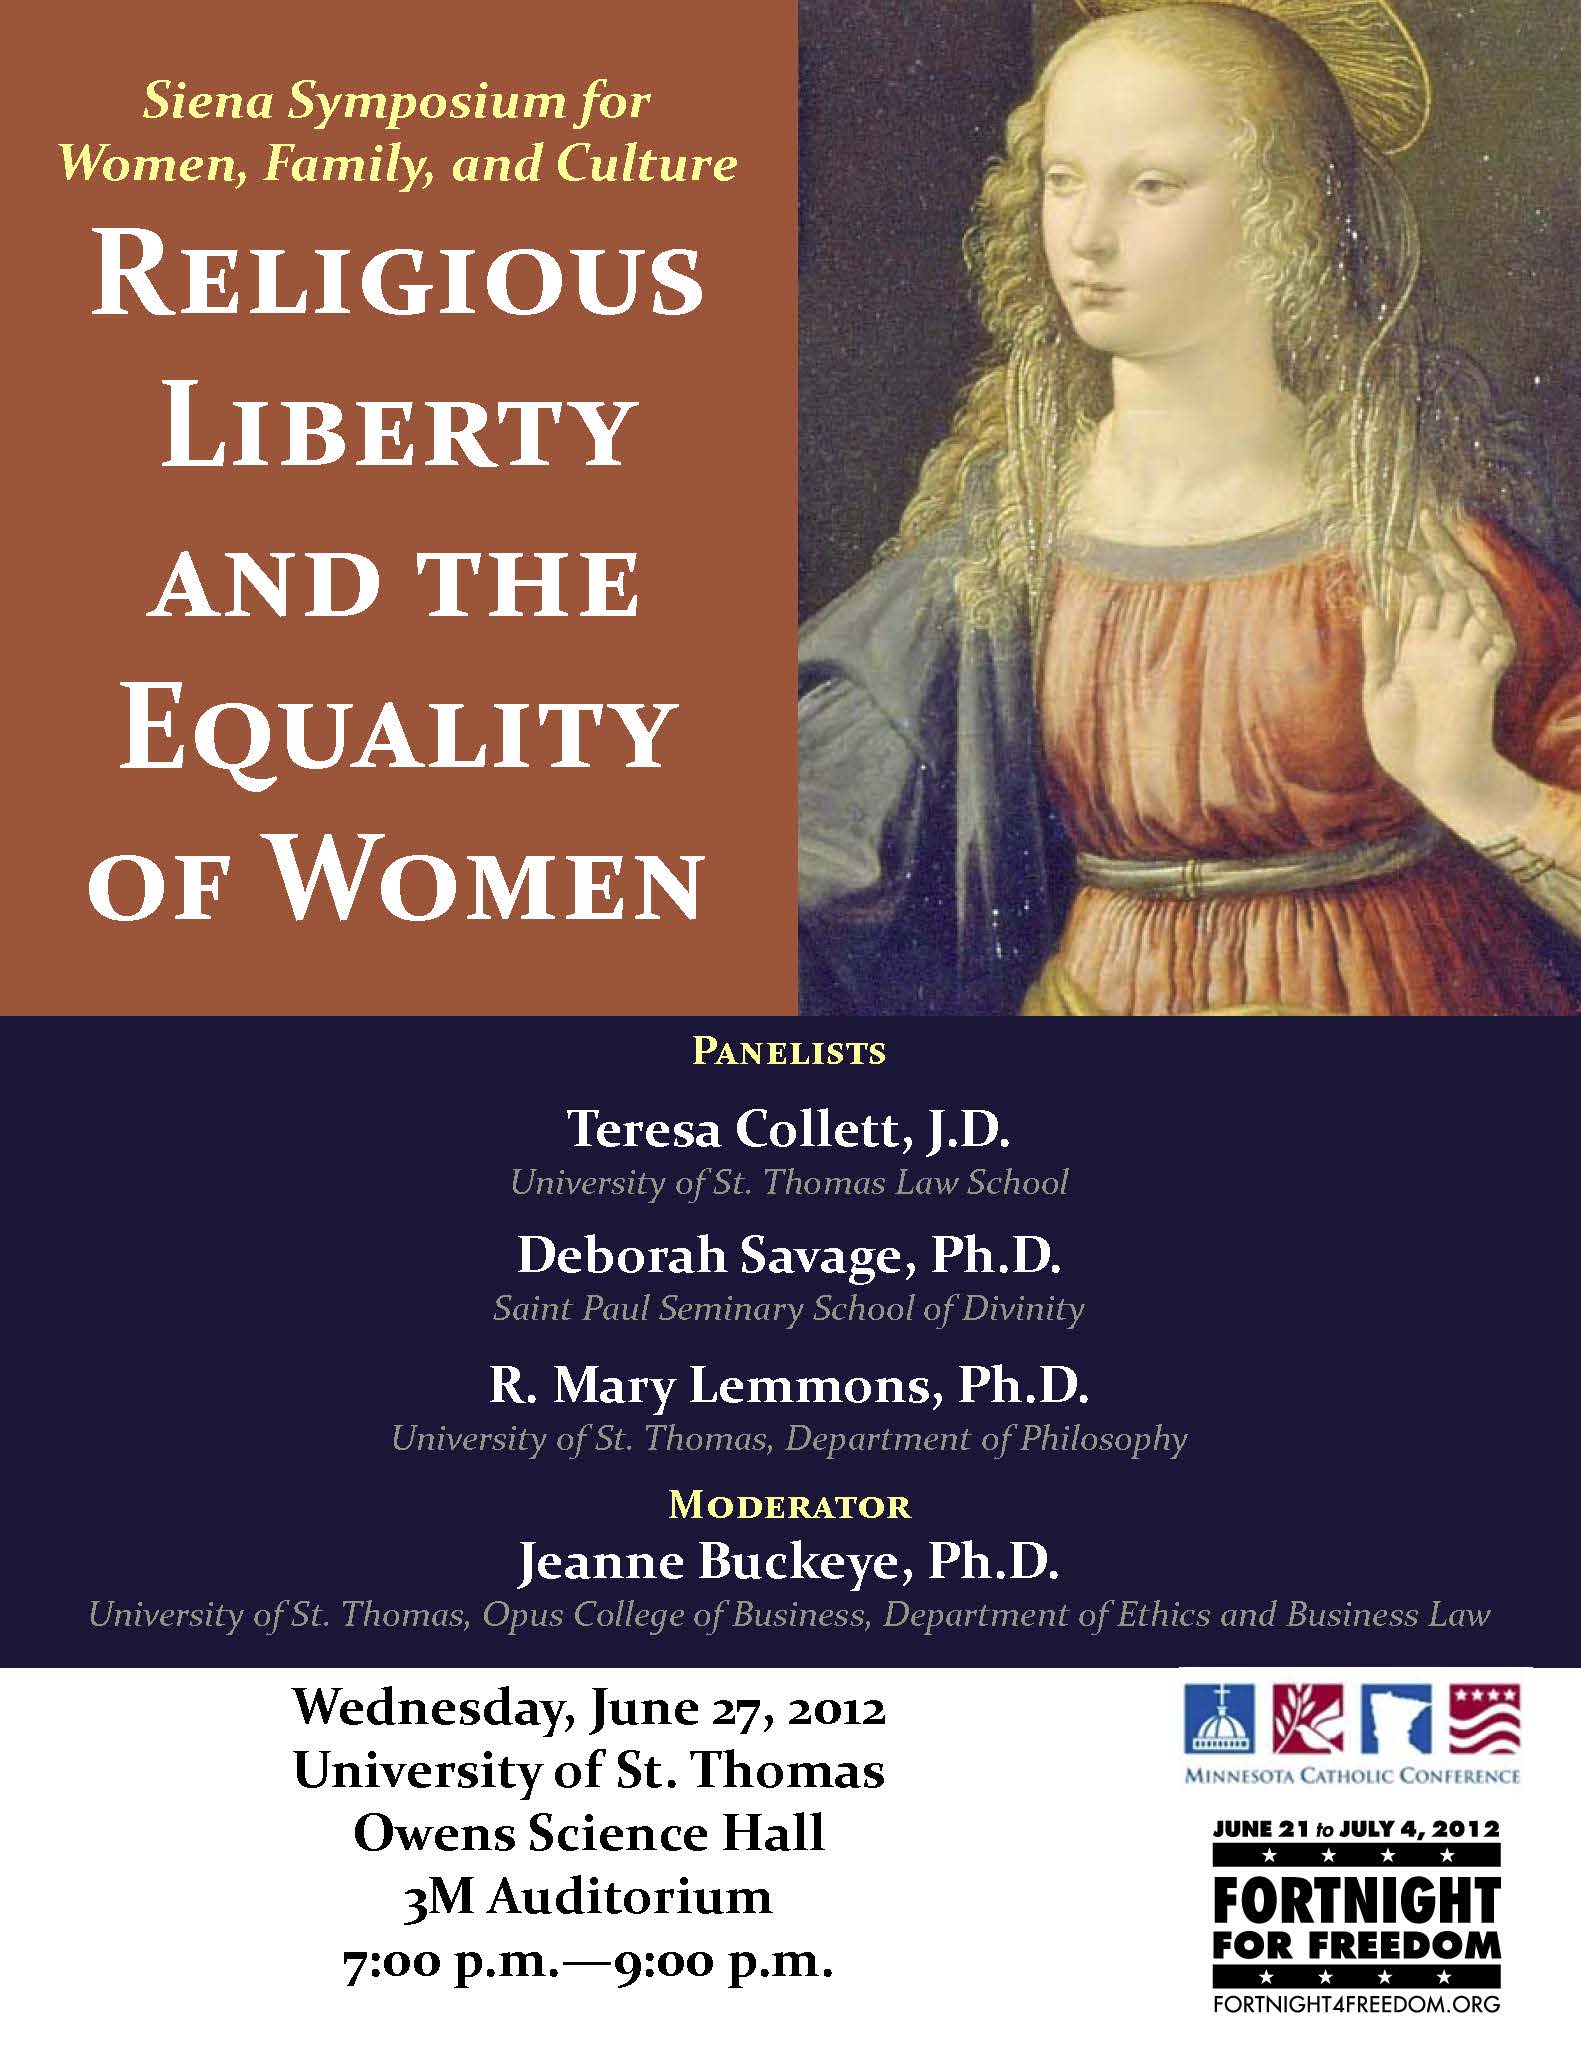 Siena Symposium for
Women, Family, and Culture
Religious
Liberty
and the
Equality
of Women
Panelists
Teresa Collett, J.D.
University of St. Thomas Law School
Deborah Savage, Ph.D.
Saint Paul Seminary School of Divinity
R. Mary Lemmons, Ph.D.
University of St. Thomas, Department of Philosophy
Moderator
Jeanne Buckeye, Ph.D.
University of St. Thomas, Opus College of Business, Department of Ethics and Business Law
Wednesday, June 27, 2012
University of St. Thomas
Owens Science Hall
3M Auditorium
7:00 p.m.—9:00 p.m.
Minnesota Catholic Conference
JUNE 21 to JULY 4, 2012
FORTNIGHT
FOR FREEDOM
FORTNIGHT4FREEDOM.ORG